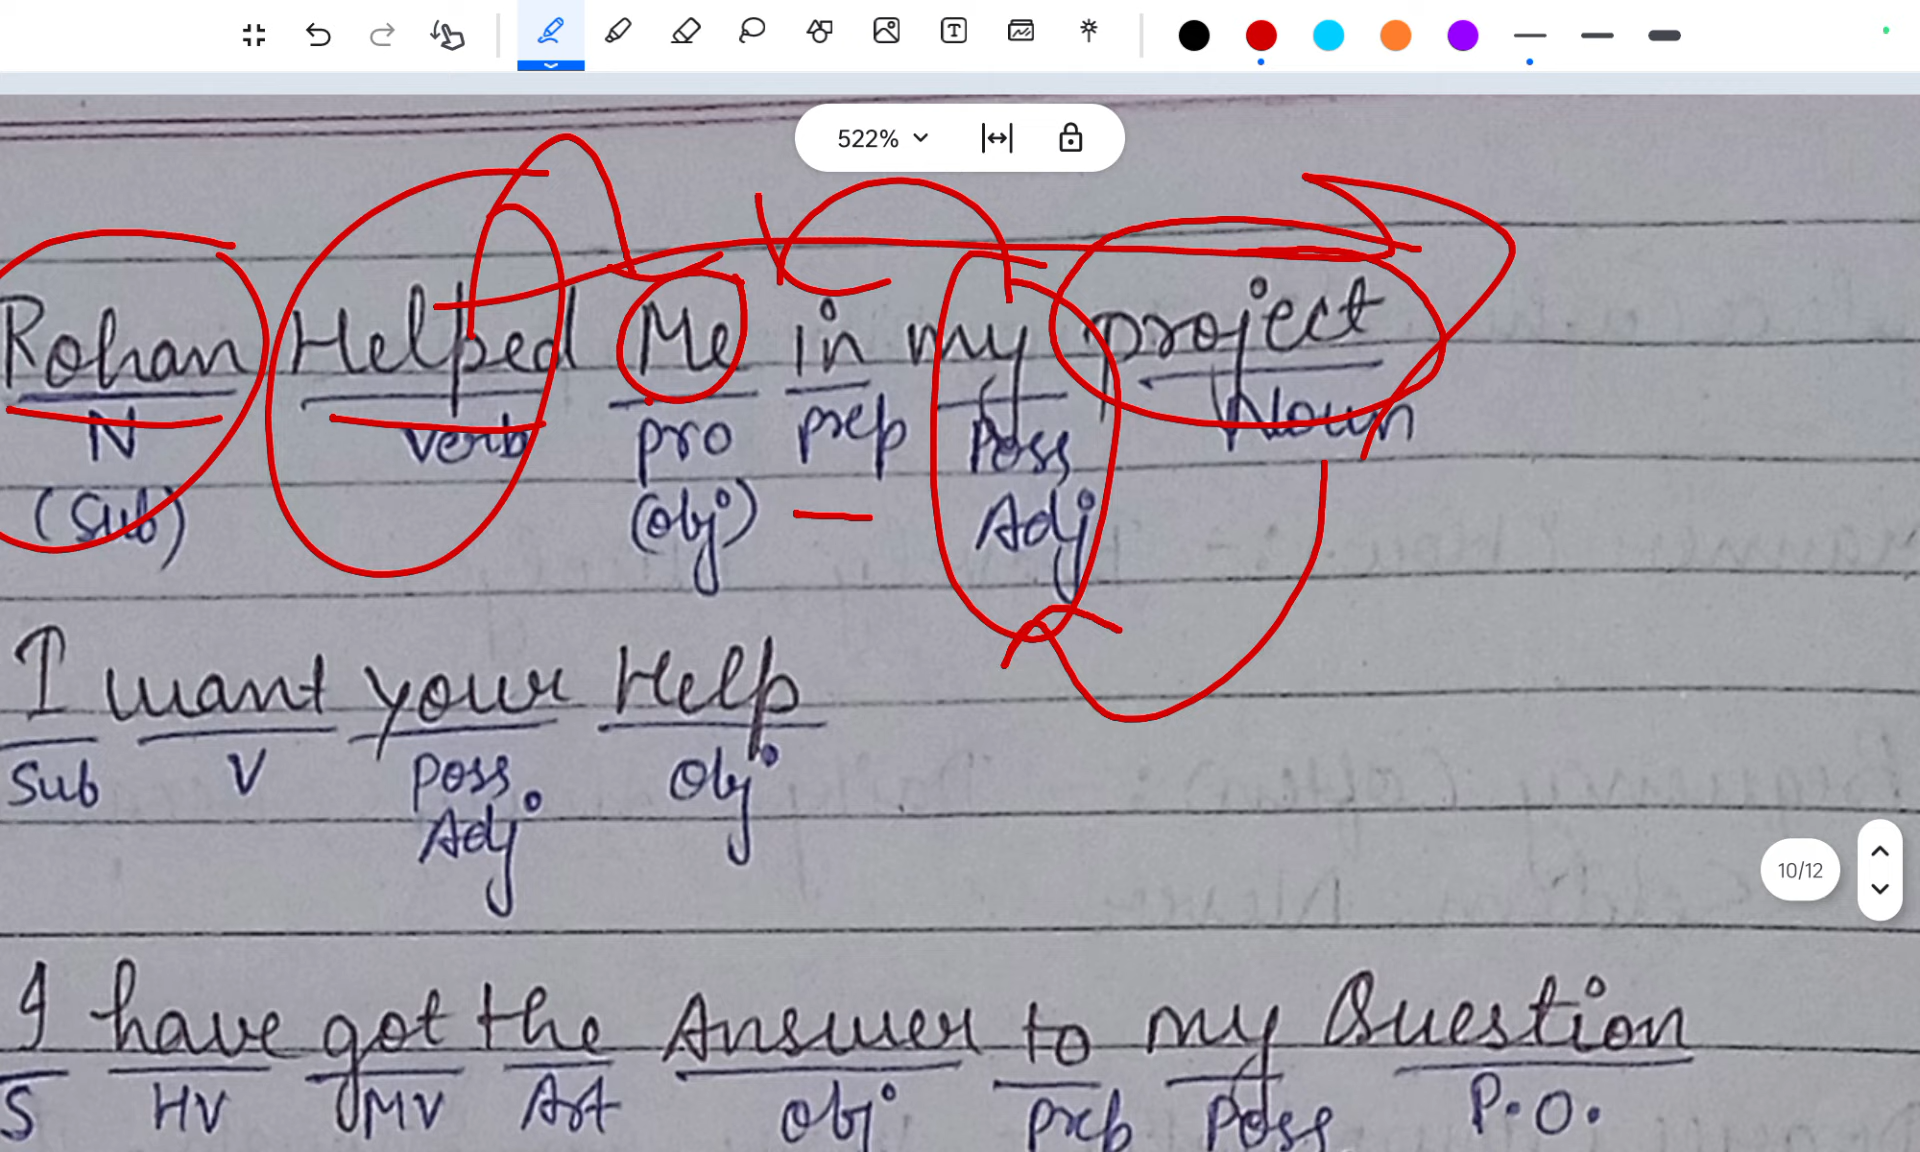 522%
Rohan Helped Me in my project
N verb pro prep Poss Noun
(Sub) (obj) Adj
I want your Help
Sub V Poss Obj
Adj
I have got the Answer to my Question
S HV MV Art Obj prep Poss P.O.
10/12